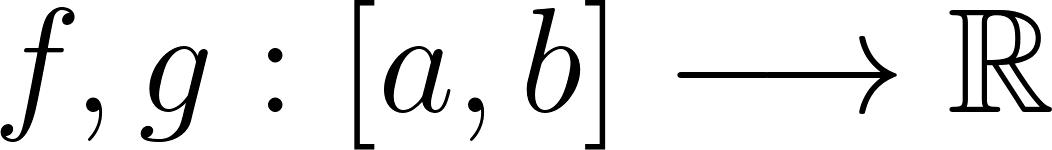 f, g : [a, b] ⟶ ℝ